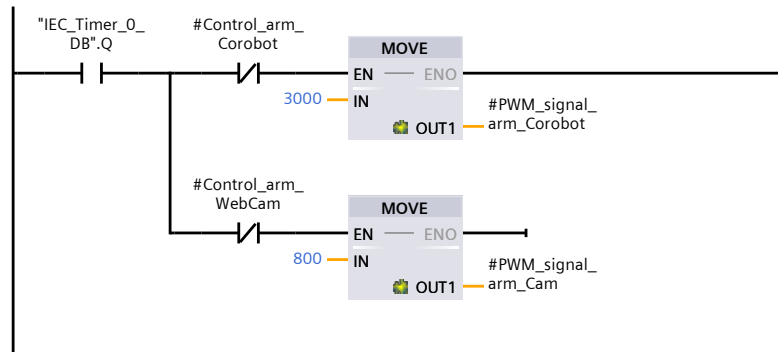 "IEC_Timer_0_
DB".Q
#Control_arm_
Corobot
MOVE
EN
ENO
3000
IN
OUT1
#PWM_signal_
arm_Corobot
#Control_arm_
WebCam
MOVE
EN
ENO
800
IN
OUT1
#PWM_signal_
arm_Cam